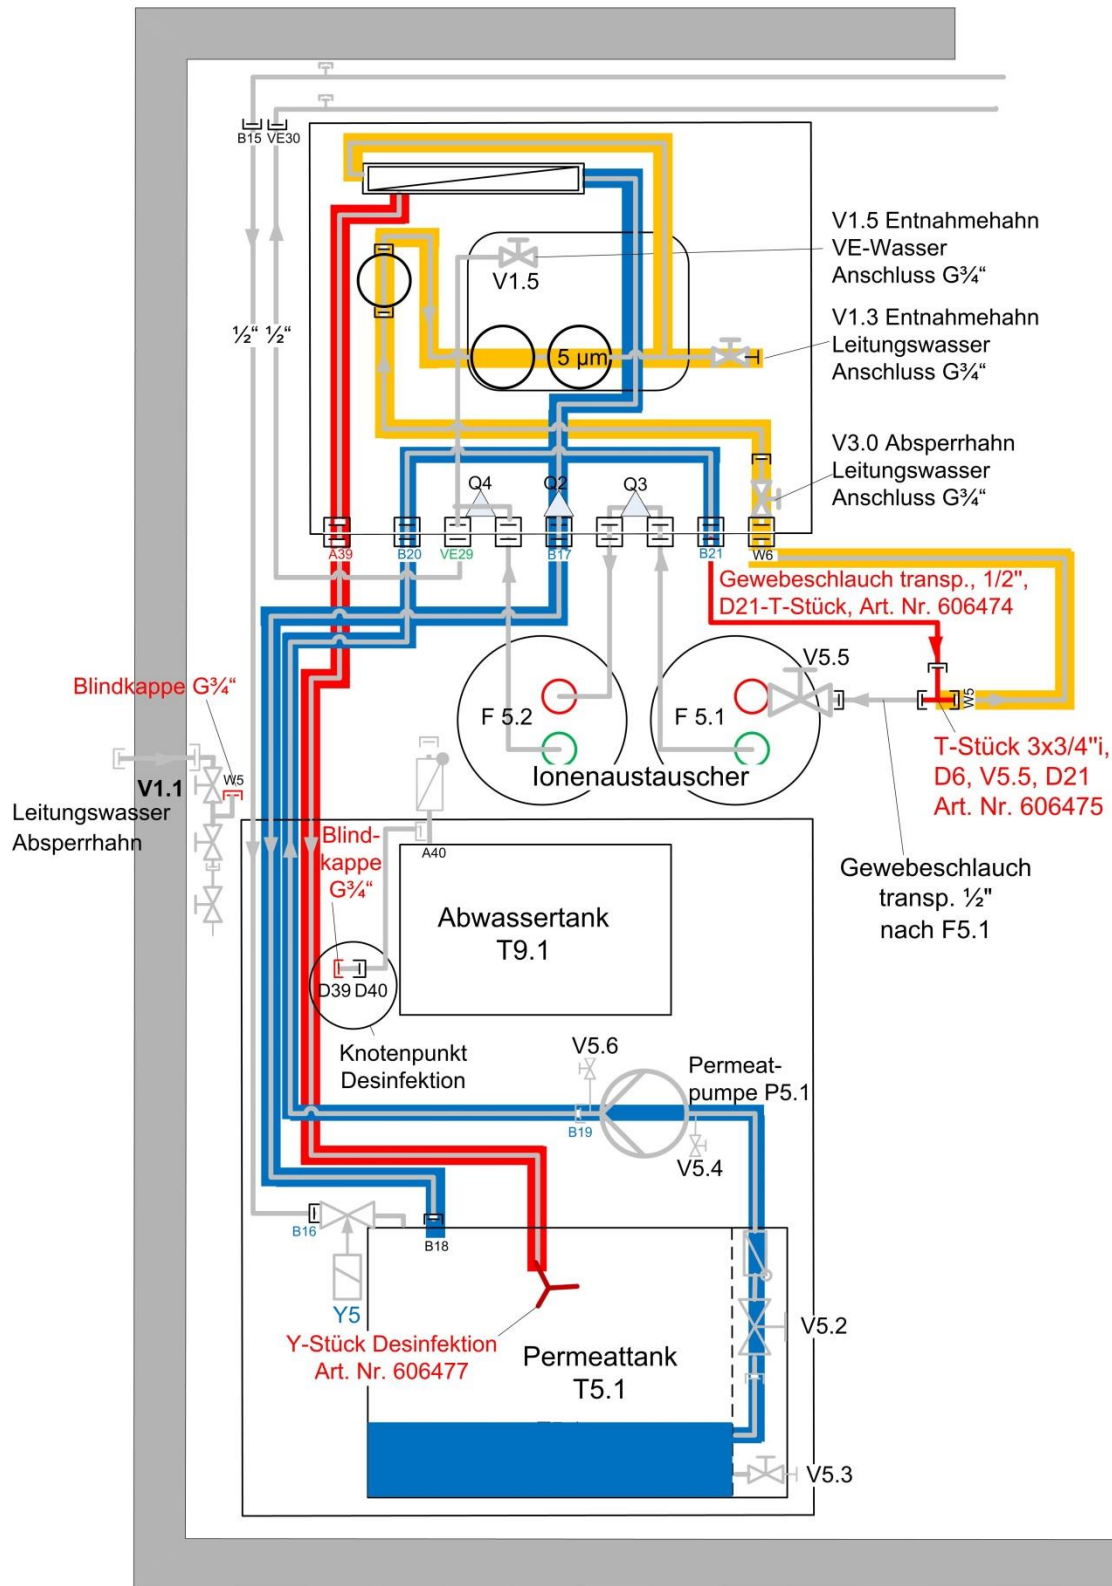 B15 VE30
½“ ½“
V1.5
5 µm
V1.5 Entnahmehahn
VE-Wasser
Anschluss G¾“
V1.3 Entnahmehahn
Leitungswasser
Anschluss G¾“
V3.0 Absperrhahn
Leitungswasser
Anschluss G¾“
Q4
Q2
Q3
A39
B20
VE29
B17
B21
W6
Gewebeschlauch transp., 1/2",
D21-T-Stück, Art. Nr. 606474
Blindkappe G¾“
V5.5
W5
F 5.2
F 5.1
Ionenaustauscher
T-Stück 3x3/4"i,
D6, V5.5, D21
Art. Nr. 606475
W5
V1.1
Leitungswasser
Absperrhahn
Blind-
kappe
G¾“
A40
Gewebeschlauch
transp. ½"
nach F5.1
Abwassertank
T9.1
D39 D40
Knotenpunkt
Desinfektion
V5.6
Permeat-
pumpe P5.1
B19
V5.4
B16
B18
Y5
V5.2
Y-Stück Desinfektion
Art. Nr. 606477
Permeattank
T5.1
V5.3